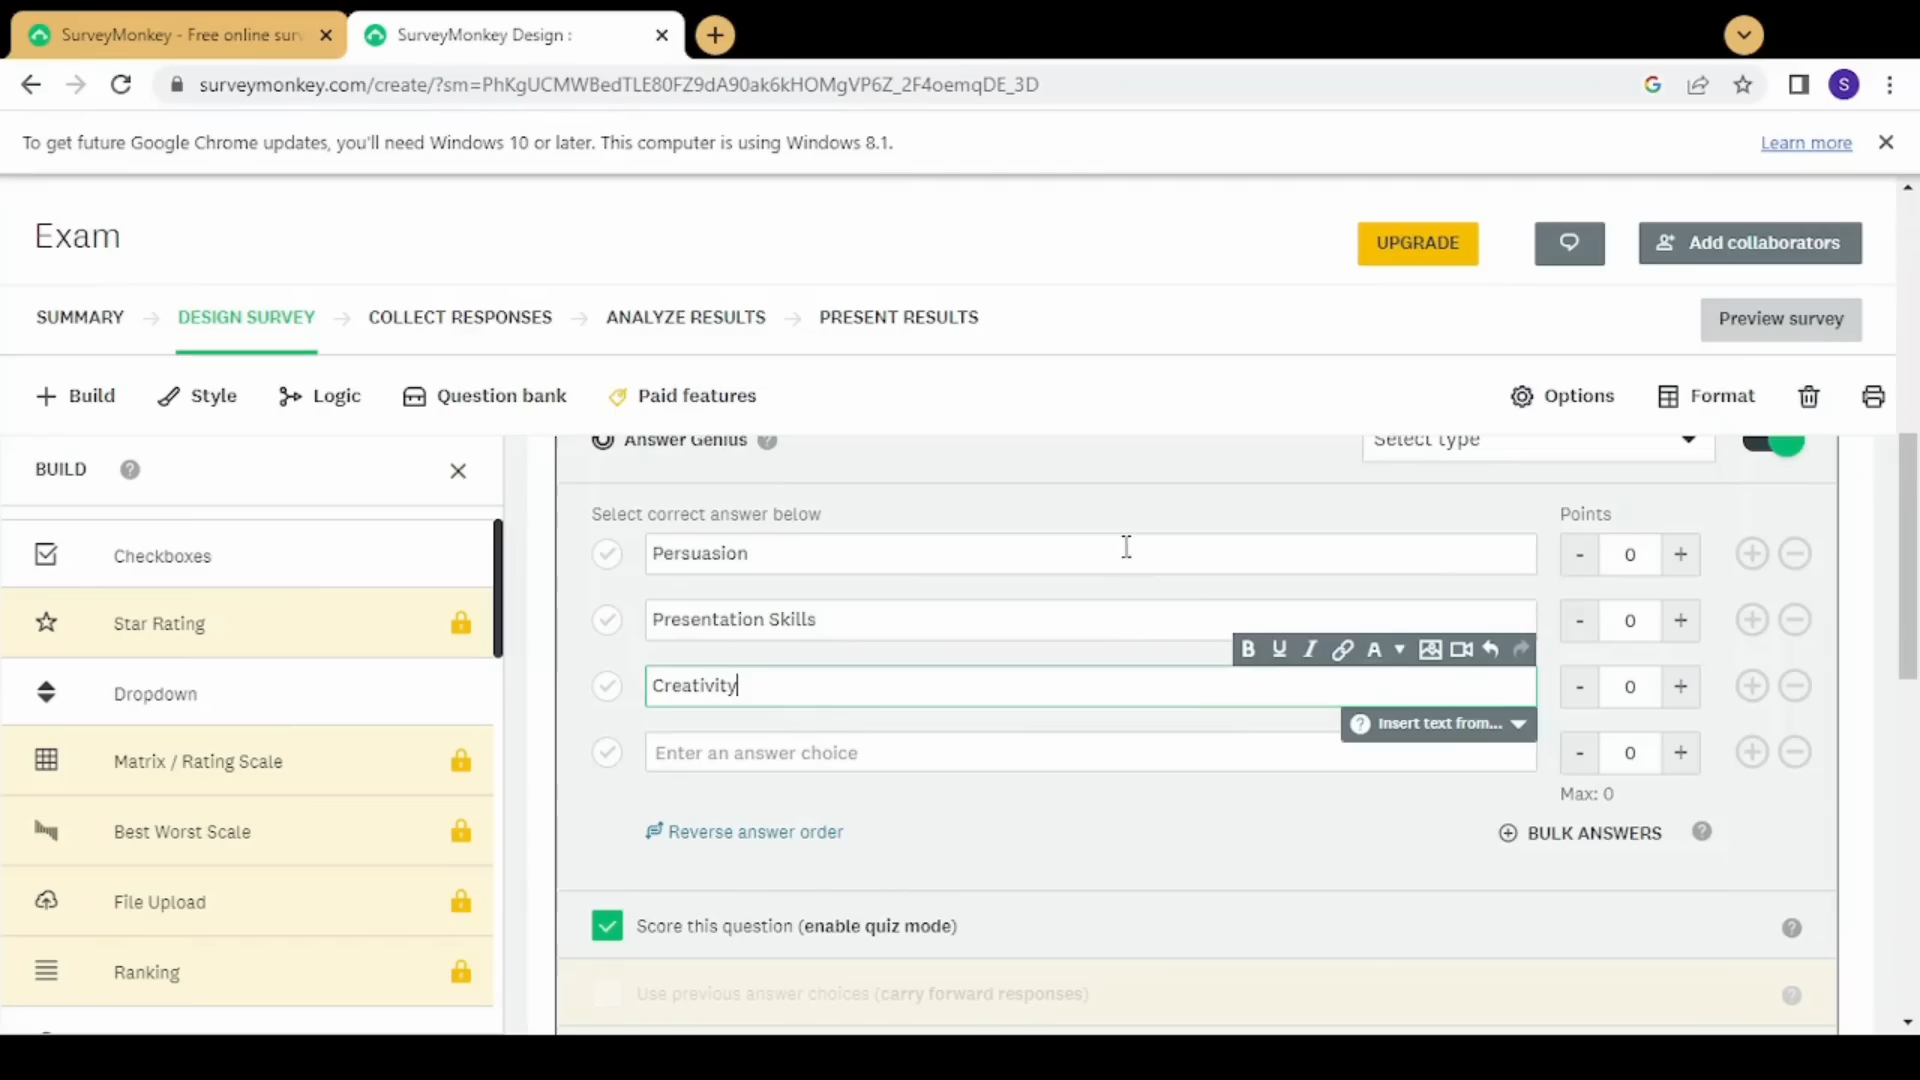 SurveyMonkey - Free online surv
SurveyMonkey Design :
surveymonkey.com/create/?sm=PhKgUCMWBedTLE80FZ9dA90ak6kHOMgVP6Z_2F4oemqDE_3D
S
To get future Google Chrome updates, you'll need Windows 10 or later. This computer is using Windows 8.1.
Learn more
Exam
UPGRADE
Add collaborators
SUMMARY
DESIGN SURVEY
COLLECT RESPONSES
ANALYZE RESULTS
PRESENT RESULTS
Preview survey
Build
Style
Logic
Question bank
Paid features
Options
Format
BUILD
Checkboxes
Star Rating
Dropdown
Matrix / Rating Scale
Best Worst Scale
File Upload
Ranking
Answer Genius
Select type
Select correct answer below
Points
Persuasion
- 0 +
Presentation Skills
- 0 +
B U I A
Creativity
- 0 +
Insert text from...
Enter an answer choice
- 0 +
Max: 0
Reverse answer order
BULK ANSWERS
Score this question (enable quiz mode)
Use previous answer choices (carry forward responses)